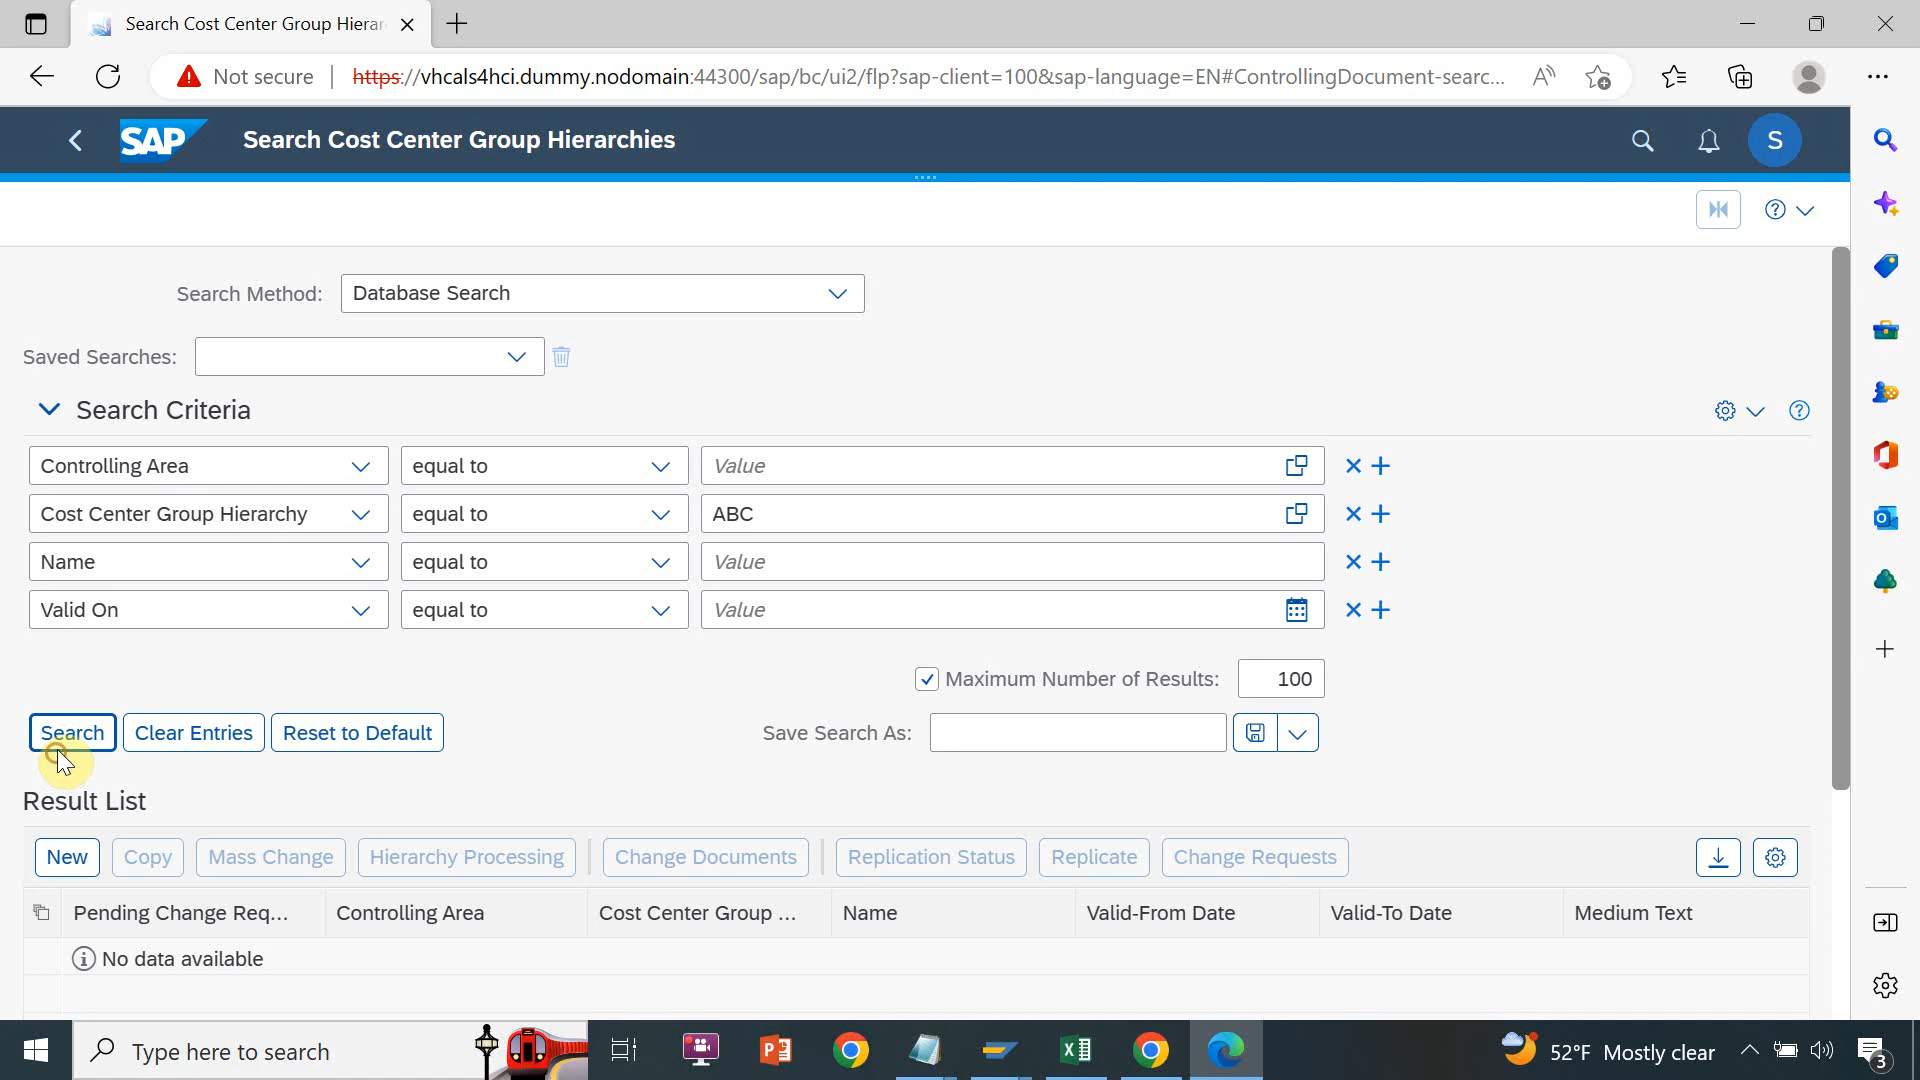 Search Cost Center Group Hierar
Not secure
https://vhcals4hci.dummy.nodomain:44300/sap/bc/ui2/flp?sap-client=100&sap-language=EN#ControllingDocument-searc...
SAP
Search Cost Center Group Hierarchies
S
Search Method:
Database Search
Saved Searches:
Search Criteria
Controlling Area
equal to
Value
Cost Center Group Hierarchy
equal to
ABC
Name
equal to
Value
Valid On
equal to
Value
Maximum Number of Results:
100
Search
Clear Entries
Reset to Default
Save Search As:
Result List
New
Copy
Mass Change
Hierarchy Processing
Change Documents
Replication Status
Replicate
Change Requests
Pending Change Req...
Controlling Area
Cost Center Group ...
Name
Valid-From Date
Valid-To Date
Medium Text
No data available
Type here to search
52°F Mostly clear
3